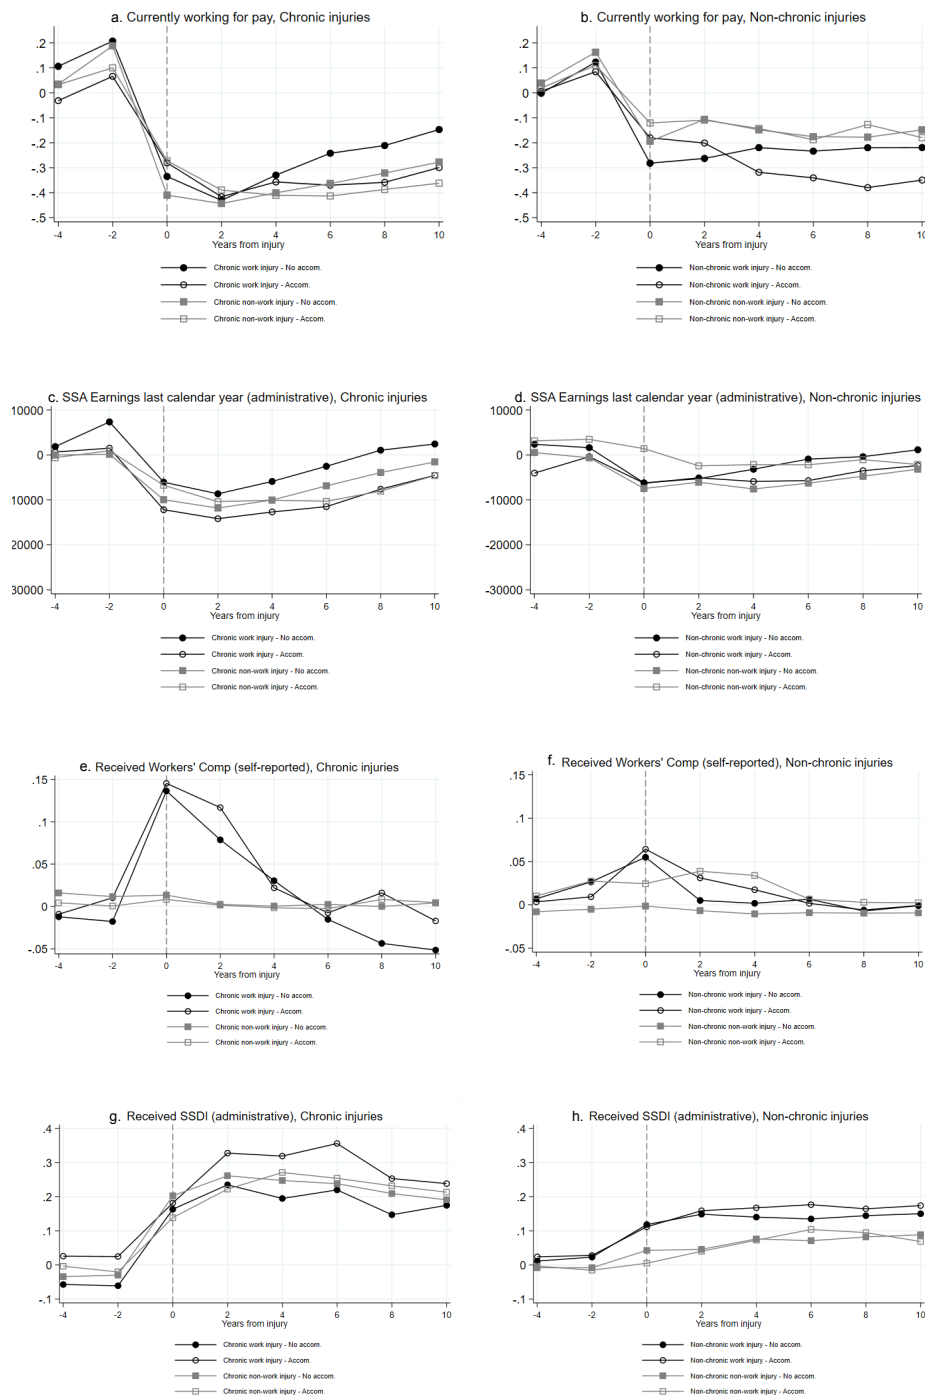 a. Currently working for pay, Chronic injuries
.2
.1
0
-.1
-.2
-.3
-.4
-.5
-4 -2 0 2 4 6 8 10
Years from injury
Chronic work injury - No accom.
Chronic work injury - Accom.
Chronic non-work injury - No accom.
Chronic non-work injury - Accom.
b. Currently working for pay, Non-chronic injuries
.2
.1
0
-.1
-.2
-.3
-.4
-.5
-4 -2 0 2 4 6 8 10
Years from injury
Non-chronic work injury - No accom.
Non-chronic work injury - Accom.
Non-chronic non-work injury - No accom.
Non-chronic non-work injury - Accom.
c. SSA Earnings last calendar year (administrative), Chronic injuries
10000
0
10000
20000
30000
-4 -2 0 2 4 6 8 10
Years from injury
Chronic work injury - No accom.
Chronic work injury - Accom.
Chronic non-work injury - No accom.
Chronic non-work injury - Accom.
d. SSA Earnings last calendar year (administrative), Non-chronic injuries
10000
0
-10000
-20000
-30000
-4 -2 0 2 4 6 8 10
Years from injury
Non-chronic work injury - No accom.
Non-chronic work injury - Accom.
Non-chronic non-work injury - No accom.
Non-chronic non-work injury - Accom.
e. Received Workers' Comp (self-reported), Chronic injuries
.15
.1
.05
0
-.05
-4 -2 0 2 4 6 8 10
Years from injury
Chronic work injury - No accom.
Chronic work injury - Accom.
Chronic non-work injury - No accom.
Chronic non-work injury - Accom.
f. Received Workers' Comp (self-reported), Non-chronic injuries
.15
.1
.05
0
-.05
-4 -2 0 2 4 6 8 10
Years from injury
Non-chronic work injury - No accom.
Non-chronic work injury - Accom.
Non-chronic non-work injury - No accom.
Non-chronic non-work injury - Accom.
g. Received SSDI (administrative), Chronic injuries
.4
.3
.2
.1
0
-.1
-4 -2 0 2 4 6 8 10
Years from injury
Chronic work injury - No accom.
Chronic work injury - Accom.
Chronic non-work injury - No accom.
Chronic non-work injury - Accom.
h. Received SSDI (administrative), Non-chronic injuries
.4
.3
.2
.1
0
-.1
-4 -2 0 2 4 6 8 10
Years from injury
Non-chronic work injury - No accom.
Non-chronic work injury - Accom.
Non-chronic non-work injury - No accom.
Non-chronic non-work injury - Accom.